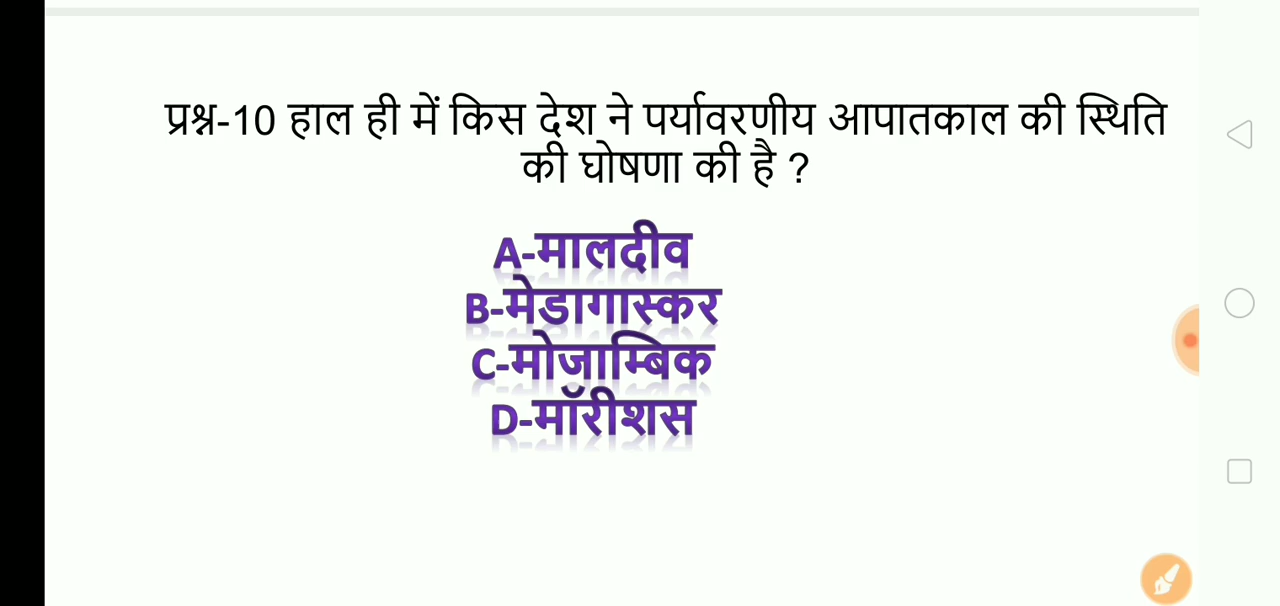 प्रश्न-10 हाल ही में किस देश ने पर्यावरणीय आपातकाल की स्थिति
की घोषणा की है ?
A-मालदीव
B-मेडागास्कर
C-मोजाम्बिक
D-मॉरीशस